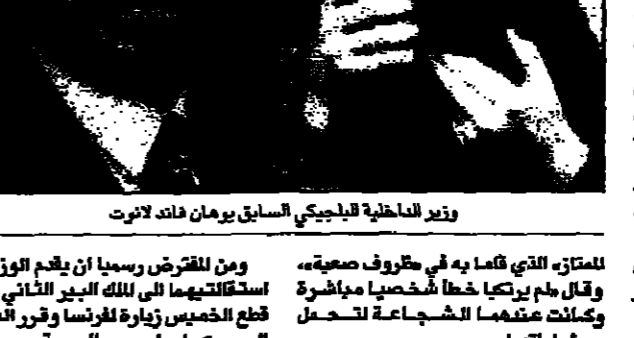 وزير الداخلية البلجيكي السابق يوهان فاند لانوت
الممتاز» الذي قاما به في «ظروف صعبة»،
وقال «لم يرتكبا خطأ شخصيا مباشرة
وكانت عندهما الشجاعة لتحمل
ومن المفترض رسميا ان يقدم الوز
استقالتيهما الى الملك البير الثاني
قطع الخميس زيارة لفرنسا وقرر